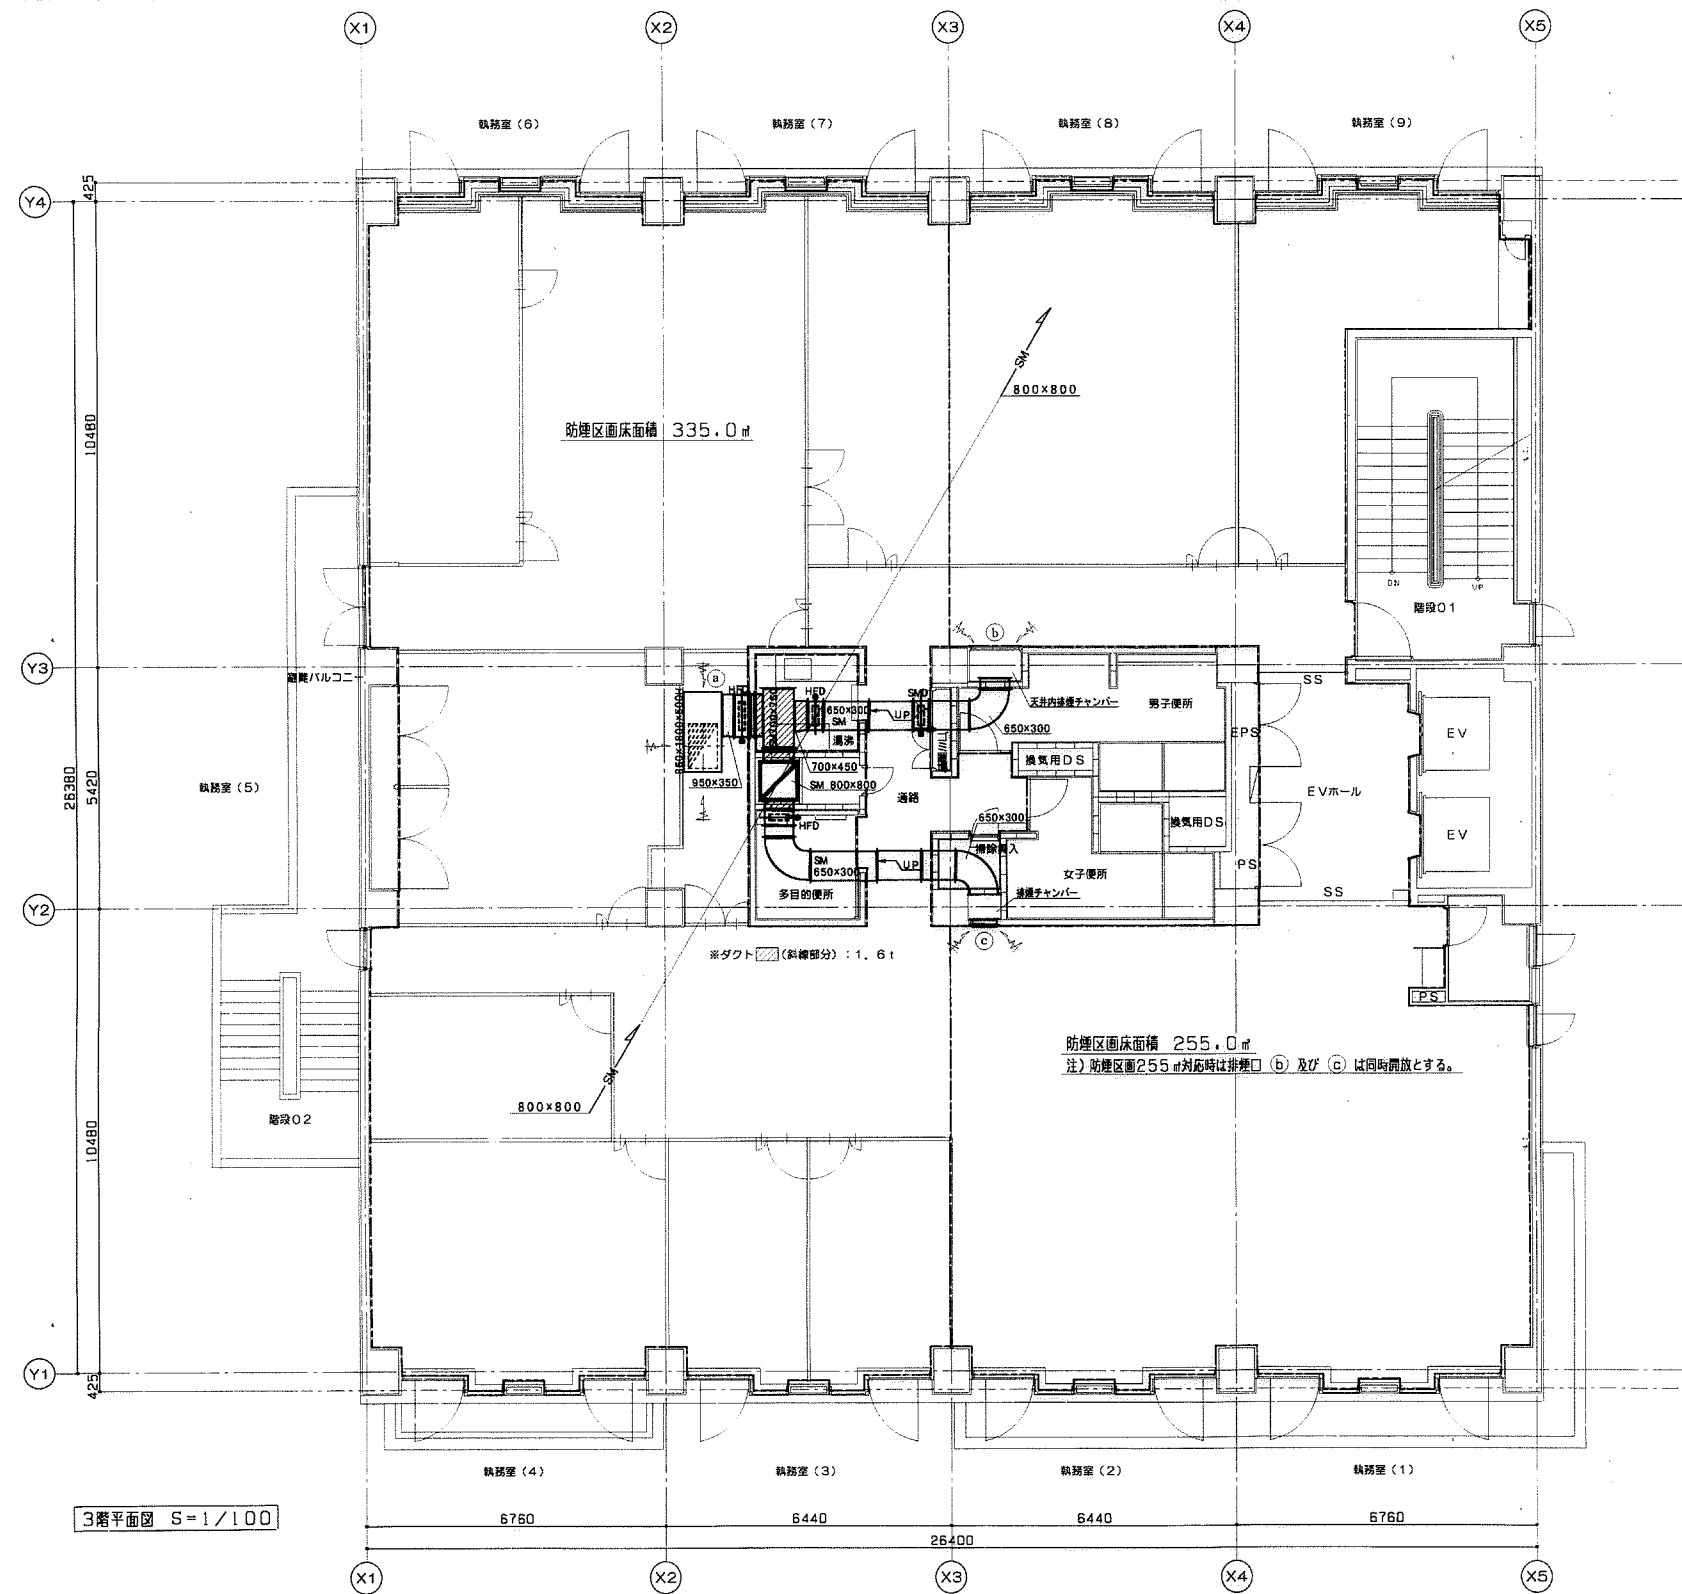 X1
X2
X3
X4
X5
執務室(6)
執務室(7)
執務室(8)
執務室(9)
425
Y4
SM
800×800
10480
防煙区画床面積 335.0㎡
DN
UP
階段01
b
Y3
避難バルコニー
a
HFD
SMD
SS
天井内排煙チャンバー
男子便所
650×300
SM
UP
650×300
EPS
EV
湯沸
850×1800×500H
換気用DS
700×450
950×350
SM 800×800
執務室(5)
26380
5420
通路
EVホール
HFD
650×300
換気用DS
EV
SM
650×300
UP
女子便所
PS
多目的便所
排煙チャンバー
SS
Y2
c
※ダクト(斜線部分):1.6t
PS
防煙区画床面積 255.0㎡
注)防煙区画255㎡対応時は排煙口 b 及び c は同時開放とする。
SM
800×800
階段02
10480
Y1
425
執務室(4)
執務室(3)
執務室(2)
執務室(1)
3階平面図 S=1/100
6760
6440
6440
6760
26400
X1
X2
X3
X4
X5